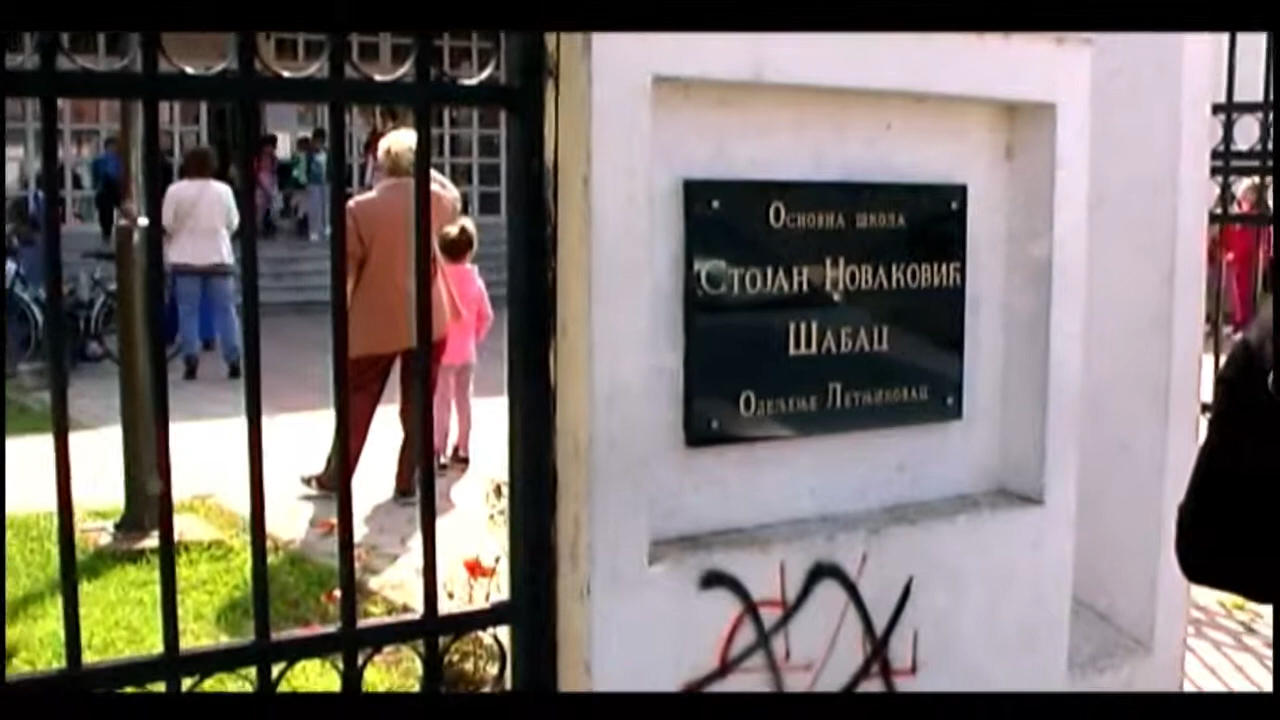 Основна школа
Стојан Новаковић
Шабац
Одељење Летњиковац